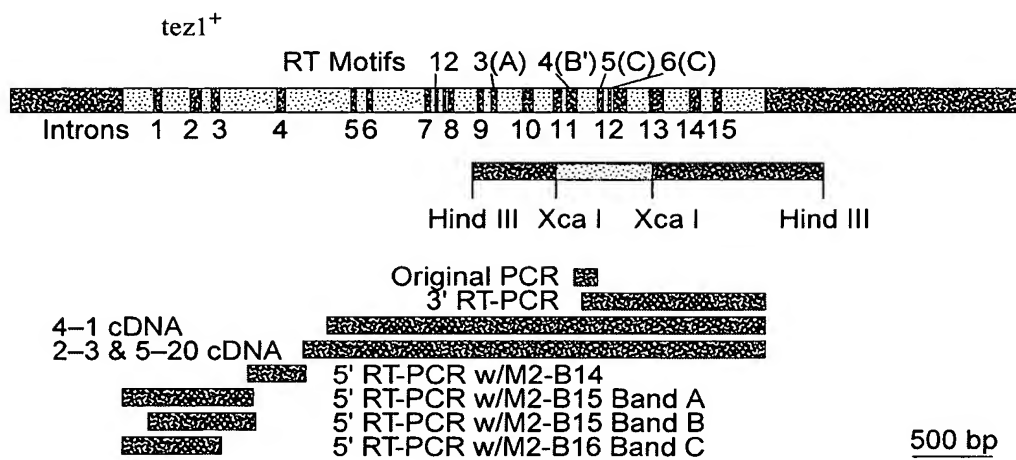 tez1+
RT Motifs 12 3(A) 4(B') 5(C) 6(C)
Introns 1 2 3 4 5 6 7 8 9 10 11 12 13 14 15
Hind III Xca I Xca I Hind III
Original PCR
3' RT-PCR
4–1 cDNA
2–3 & 5–20 cDNA
5' RT-PCR w/M2-B14
5' RT-PCR w/M2-B15 Band A
5' RT-PCR w/M2-B15 Band B
5' RT-PCR w/M2-B16 Band C
500 bp